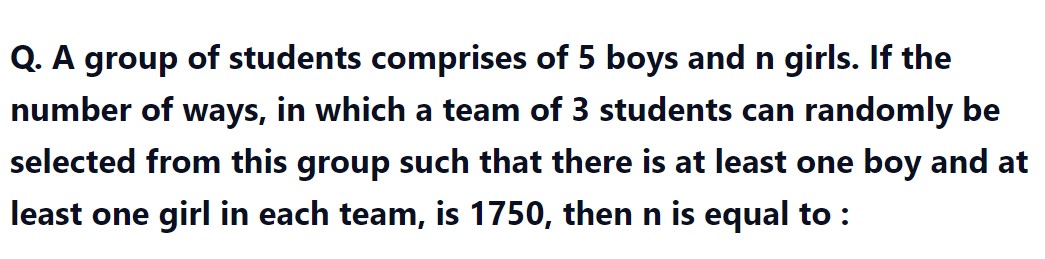 Q. A group of students comprises of 5 boys and n girls. If the
number of ways, in which a team of 3 students can randomly be
selected from this group such that there is at least one boy and at
least one girl in each team, is 1750, then n is equal to :